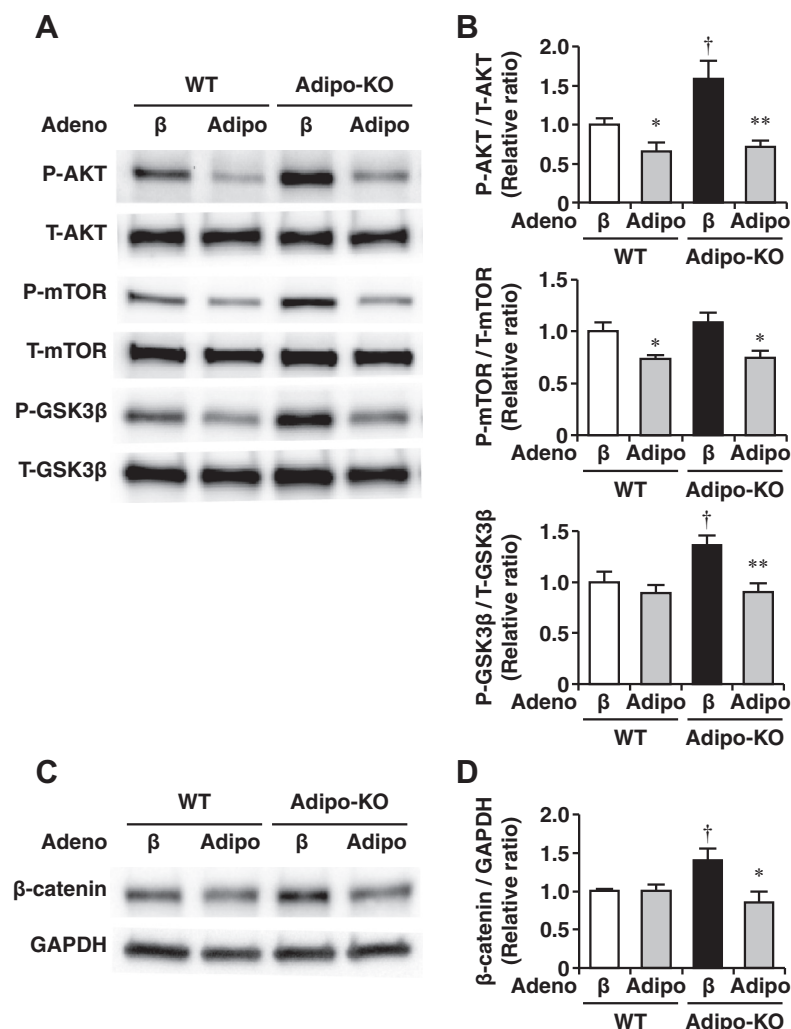 A
WT Adipo-KO
Adeno β Adipo β Adipo
P-AKT
T-AKT
P-mTOR
T-mTOR
P-GSK3β
T-GSK3β
B
P-AKT / T-AKT
(Relative ratio)
2.0
1.5
1.0
0.5
0
* † **
Adeno β Adipo β Adipo
WT Adipo-KO
P-mTOR / T-mTOR
(Relative ratio)
1.5
1.0
0.5
0
* *
Adeno β Adipo β Adipo
WT Adipo-KO
P-GSK3β / T-GSK3β
(Relative ratio)
1.5
1.0
0.5
0
† **
Adeno β Adipo β Adipo
WT Adipo-KO
C
WT Adipo-KO
Adeno β Adipo β Adipo
β-catenin
GAPDH
D
β-catenin / GAPDH
(Relative ratio)
2.0
1.5
1.0
0.5
0
† *
Adeno β Adipo β Adipo
WT Adipo-KO